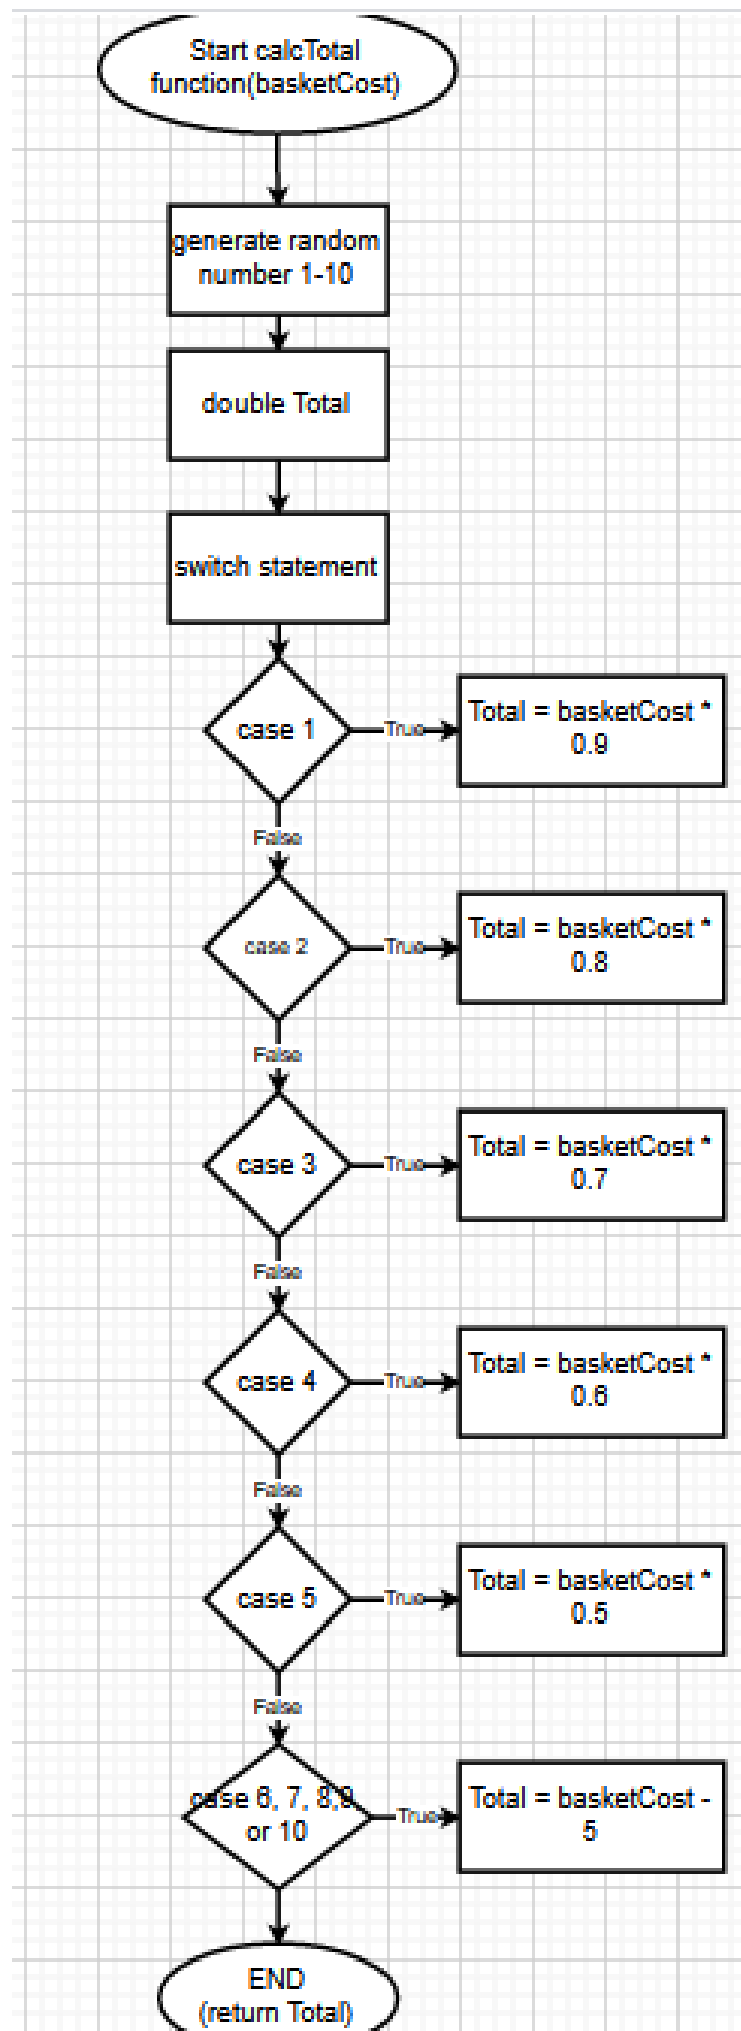 Start calcTotal
function(basketCost)
generate random
number 1-10
double Total
switch statement
case 1
True
Total = basketCost *
0.9
False
case 2
True
Total = basketCost *
0.8
False
case 3
True
Total = basketCost *
0.7
False
case 4
True
Total = basketCost *
0.6
False
case 5
True
Total = basketCost *
0.5
False
case 6, 7, 8,9
or 10
True
Total = basketCost -
5
END
(return Total)